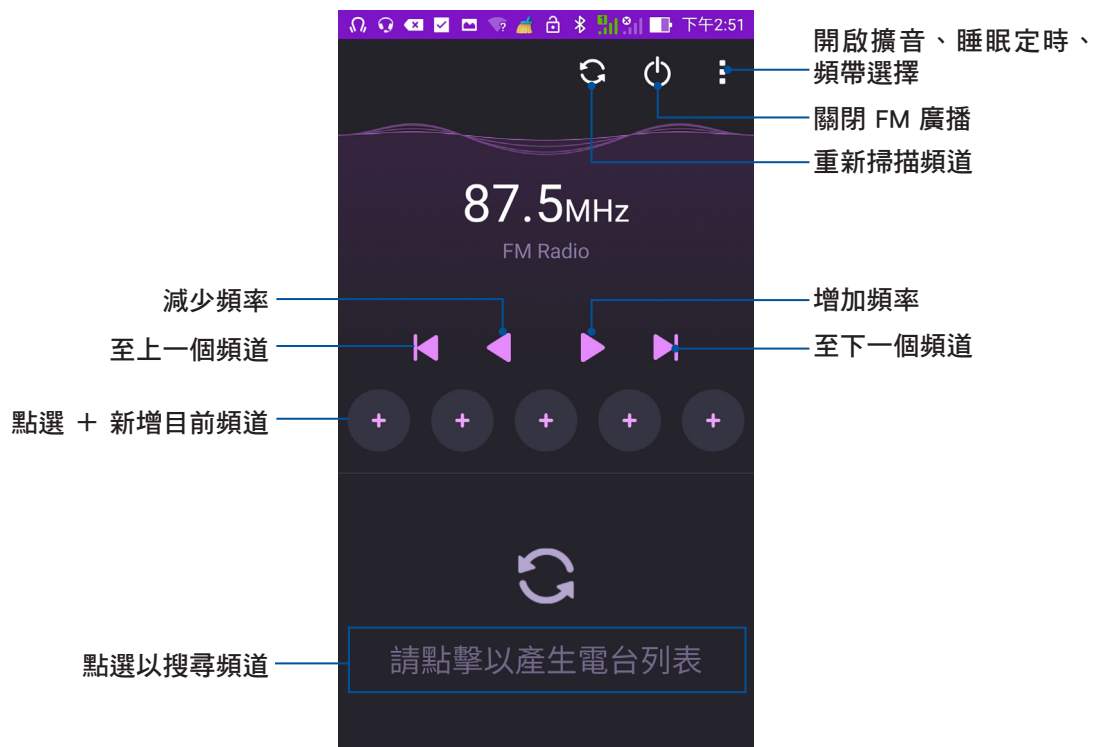 下午2:51
開啟擴音、睡眠定時、
頻帶選擇
關閉 FM 廣播
重新掃描頻道
87.5MHz
FM Radio
減少頻率
增加頻率
至上一個頻道
至下一個頻道
點選 ＋ 新增目前頻道
+ + + + +
點選以搜尋頻道
請點擊以產生電台列表